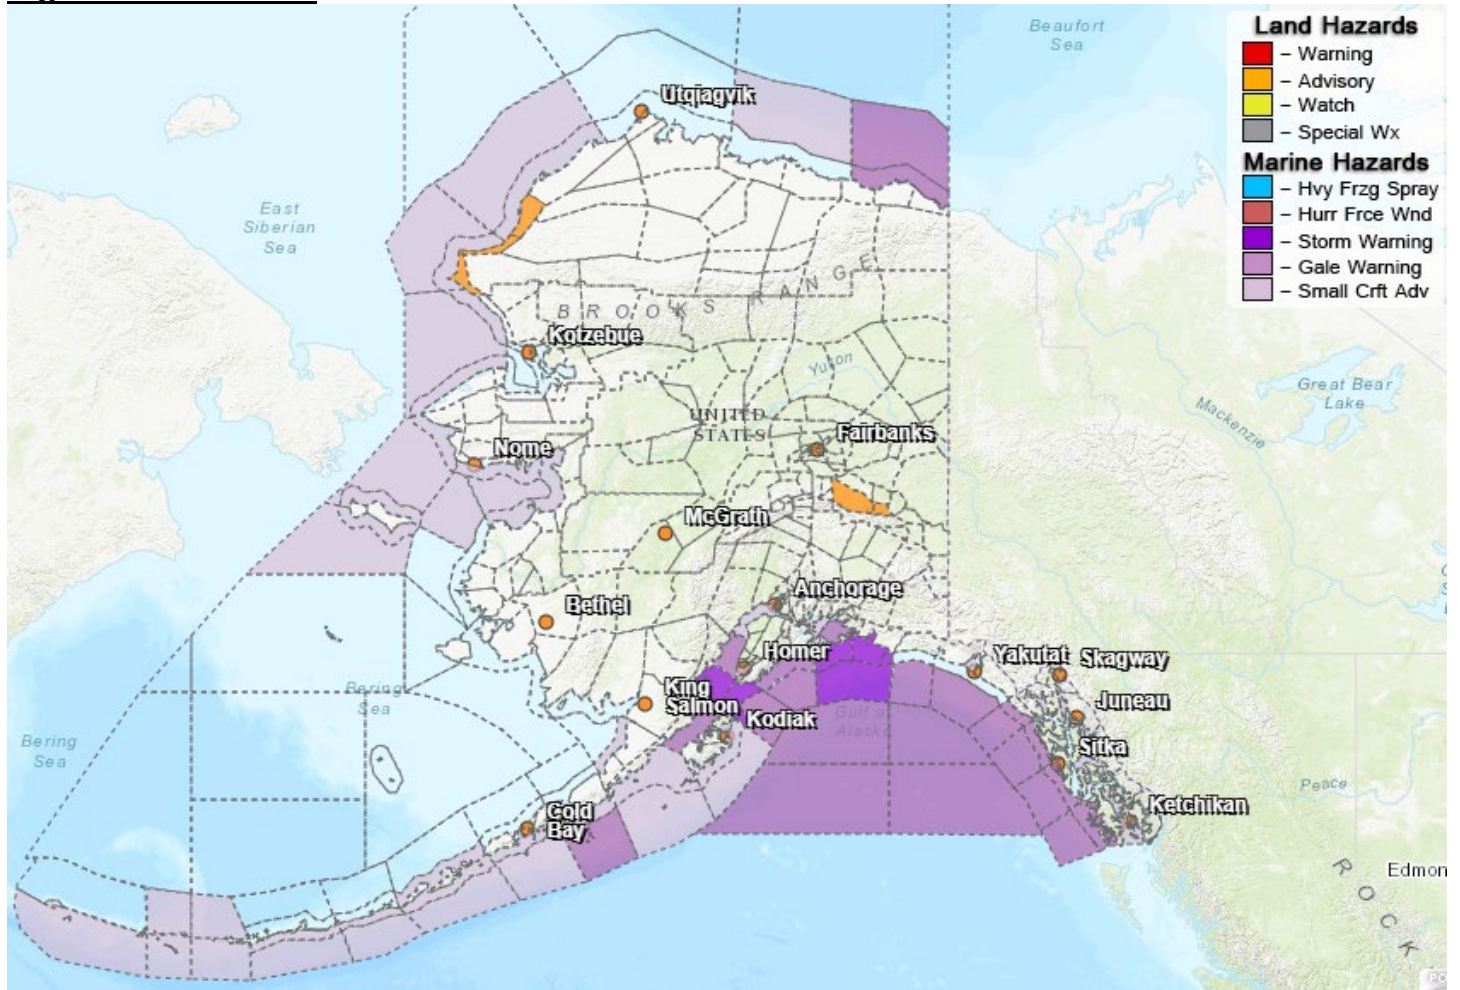 Beaufort
Sea
Land Hazards
– Warning
– Advisory
– Watch
– Special Wx
Marine Hazards
– Hvy Frzg Spray
– Hurr Frce Wnd
– Storm Warning
– Gale Warning
– Small Crft Adv
Utqiagvik
East
Siberian
Sea
BROOKS RANGE
Kotzebue
Yukon
Great Bear
Lake
Mackenzie
UNITED
STATES
Fairbanks
Nome
McGrath
Anchorage
Bethel
Homer
Yakutat
Skagway
King
Salmon
Bering
Sea
Juneau
Kodiak
Gulf of
Alaska
Bering
Sea
Sitka
Peace
Cold
Bay
Ketchikan
Edmon
ROCK